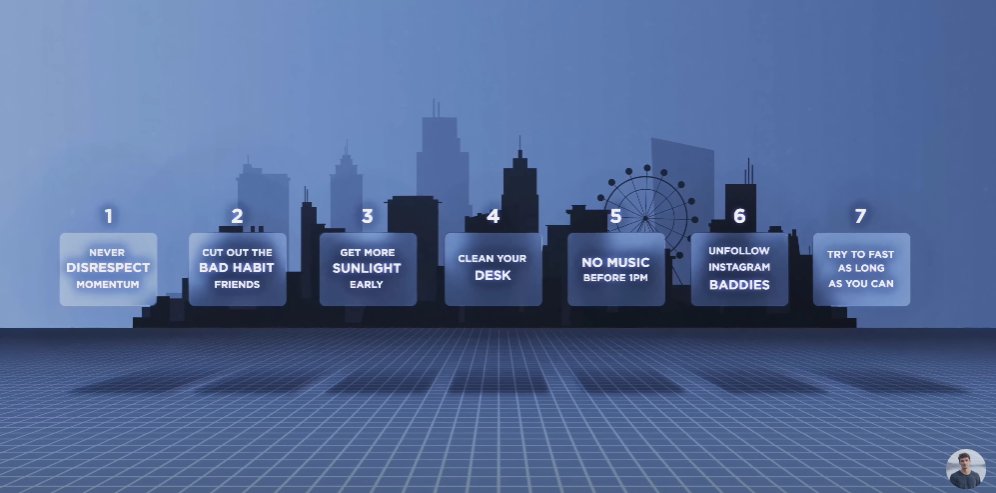 1
NEVER
DISRESPECT
MOMENTUM
2
CUT OUT THE
BAD HABIT
FRIENDS
3
GET MORE
SUNLIGHT
EARLY
4
CLEAN YOUR
DESK
5
NO MUSIC
BEFORE 1PM
6
UNFOLLOW
INSTAGRAM
BADDIES
7
TRY TO FAST
AS LONG
AS YOU CAN